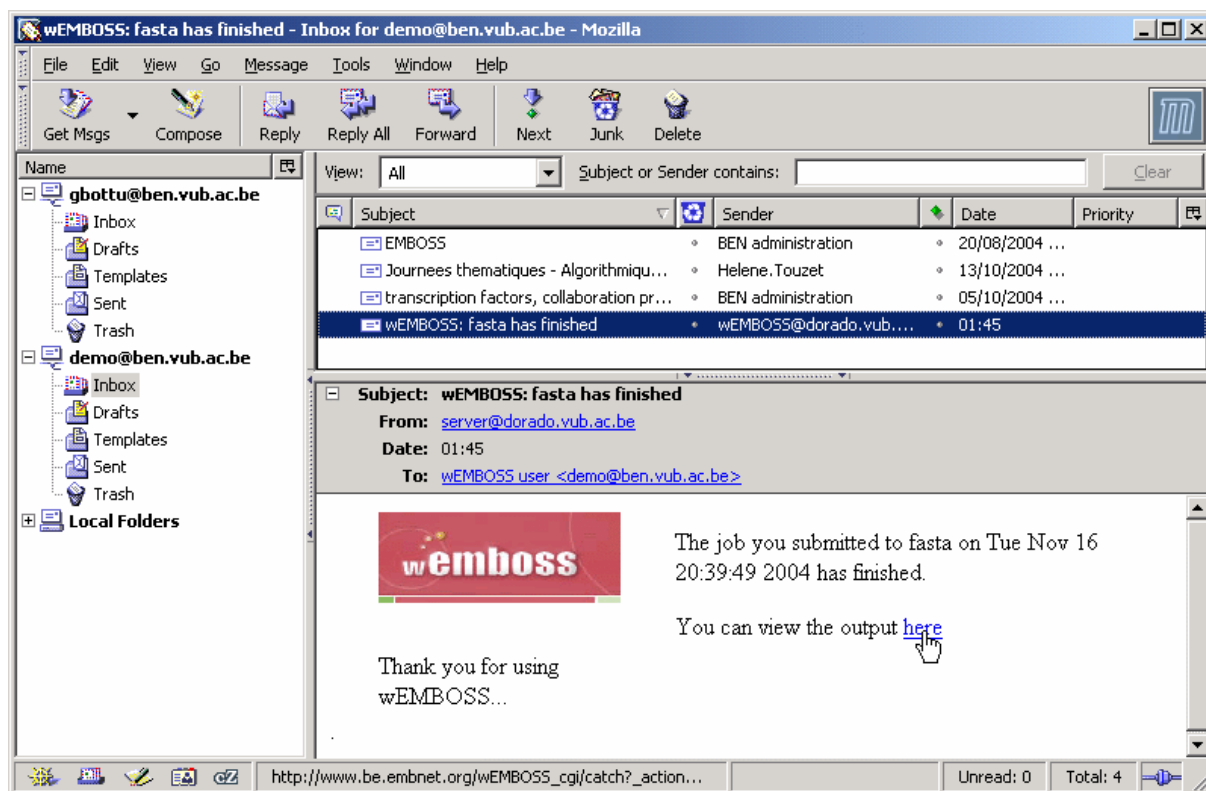 wEMBOSS: fasta has finished - Inbox for demo@ben.vub.ac.be - Mozilla
File Edit View Go Message Tools Window Help
Get Msgs Compose Reply Reply All Forward Next Junk Delete
Name
gbottu@ben.vub.ac.be
Inbox
Drafts
Templates
Sent
Trash
demo@ben.vub.ac.be
Inbox
Drafts
Templates
Sent
Trash
Local Folders
View: All Subject or Sender contains: Clear
Subject Sender Date Priority
EMBOSS BEN administration 20/08/2004 ...
Journees thematiques - Algorithmiqu... Helene.Touzet 13/10/2004 ...
transcription factors, collaboration pr... BEN administration 05/10/2004 ...
wEMBOSS: fasta has finished wEMBOSS@dorado.vub.... 01:45
Subject: wEMBOSS: fasta has finished
From: server@dorado.vub.ac.be
Date: 01:45
To: wEMBOSS user <demo@ben.vub.ac.be>
wemboss
The job you submitted to fasta on Tue Nov 16
20:39:49 2004 has finished.
You can view the output here
Thank you for using
wEMBOSS...
.
http://www.be.embnet.org/wEMBOSS_cgi/catch?_action... Unread: 0 Total: 4